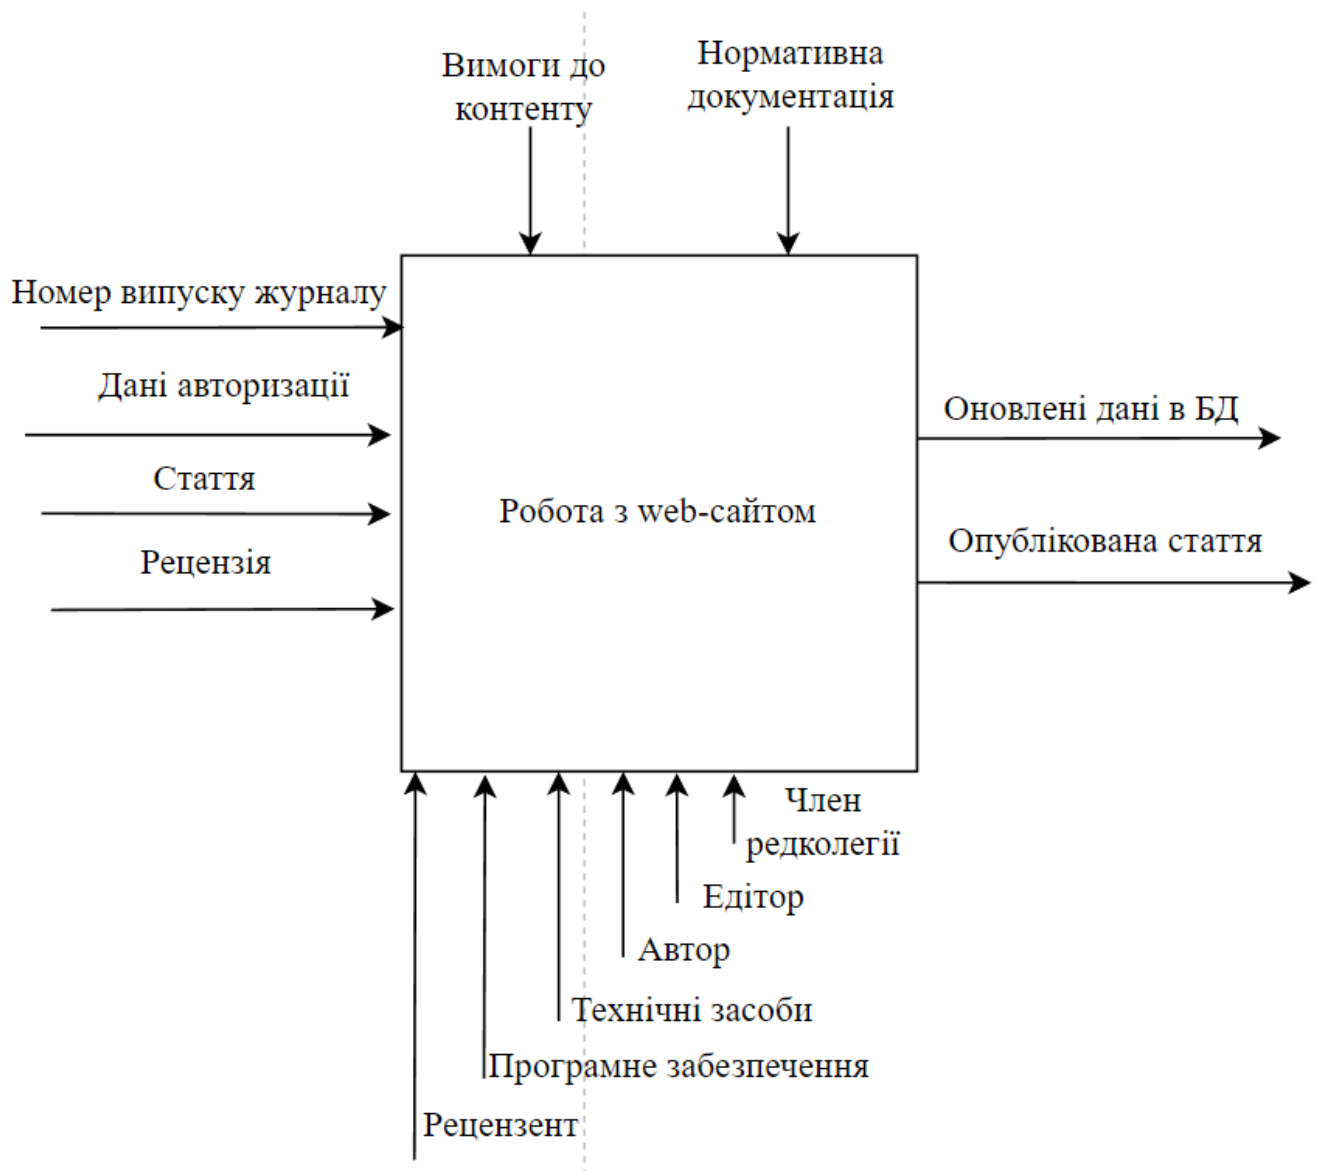 Вимоги до
контенту
Нормативна
документація
Номер випуску журналу
Дані авторизації
Стаття
Рецензія
Робота з web-сайтом
Оновлені дані в БД
Опублікована стаття
Член
редколегії
Едітор
Автор
Технічні засоби
Програмне забезпечення
Рецензент